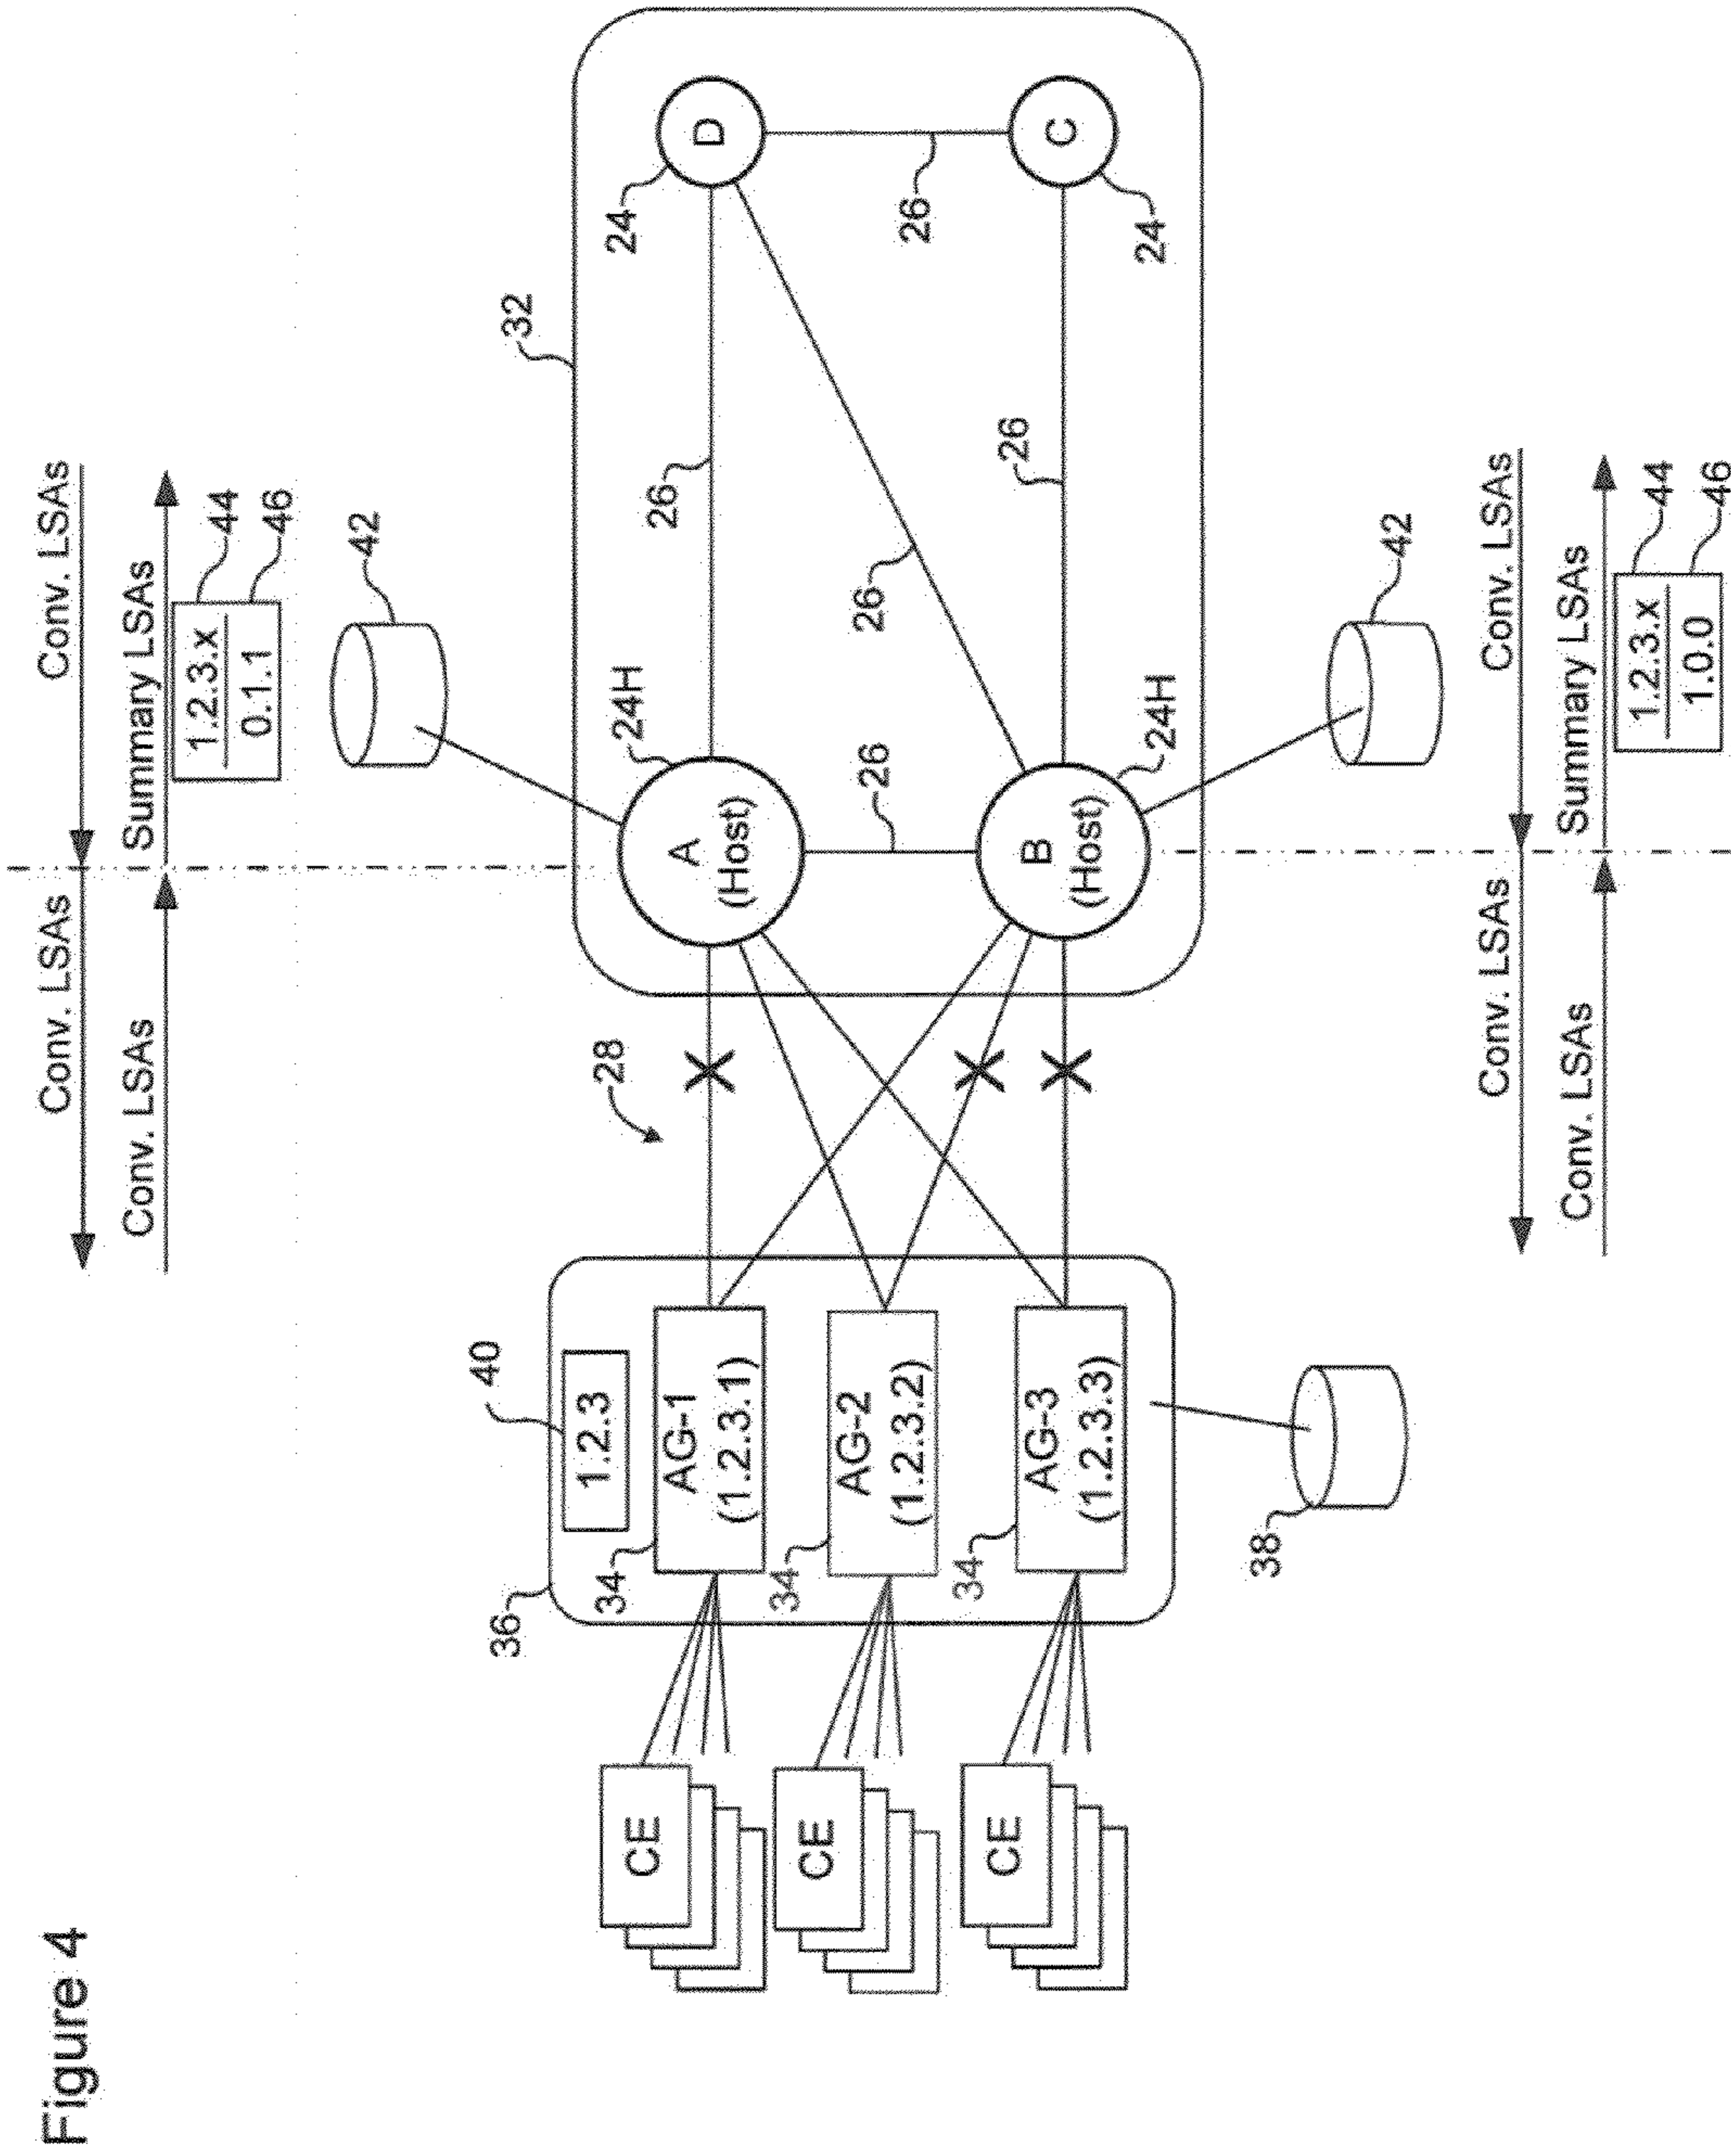 Figure 4
Conv. LSAs
Conv. LSAs
Conv. LSAs
Summary LSAs
1.2.3.x
0.1.1
44
46
42
32
36
40
1.2.3
28
24H
26
24
CE
34
AG-1
(1.2.3.1)
A
(Host)
D
26
26
26
CE
34
AG-2
(1.2.3.2)
CE
34
AG-3
(1.2.3.3)
B
(Host)
24H
26
C
24
38
42
Conv. LSAs
Conv. LSAs
Conv. LSAs
Summary LSAs
1.2.3.x
1.0.0
44
46